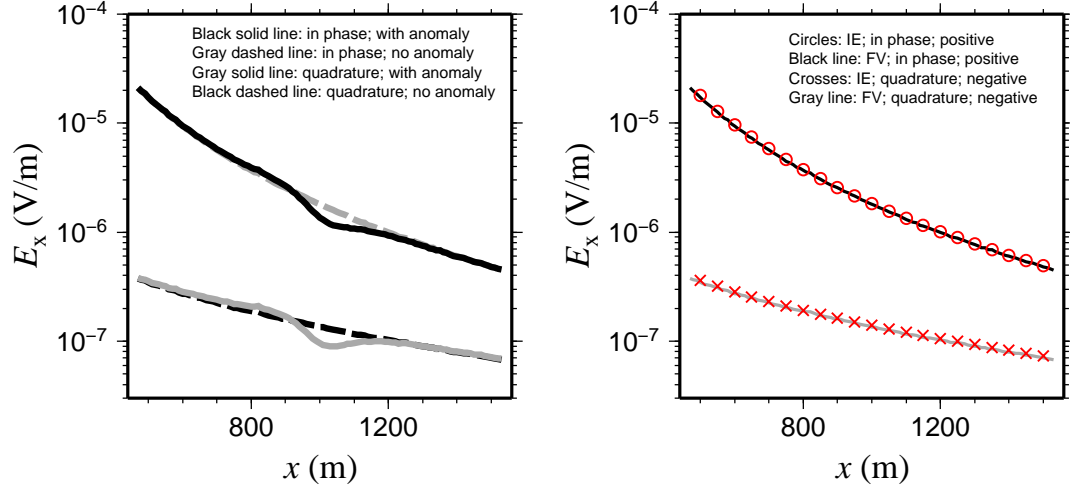 10⁻⁴
10⁻⁵
10⁻⁶
10⁻⁷
Eₓ (V/m)
Black solid line: in phase; with anomaly
Gray dashed line: in phase; no anomaly
Gray solid line: quadrature; with anomaly
Black dashed line: quadrature; no anomaly
800
1200
x (m)
10⁻⁴
10⁻⁵
10⁻⁶
10⁻⁷
Eₓ (V/m)
Circles: IE; in phase; positive
Black line: FV; in phase; positive
Crosses: IE; quadrature; negative
Gray line: FV; quadrature; negative
800
1200
x (m)